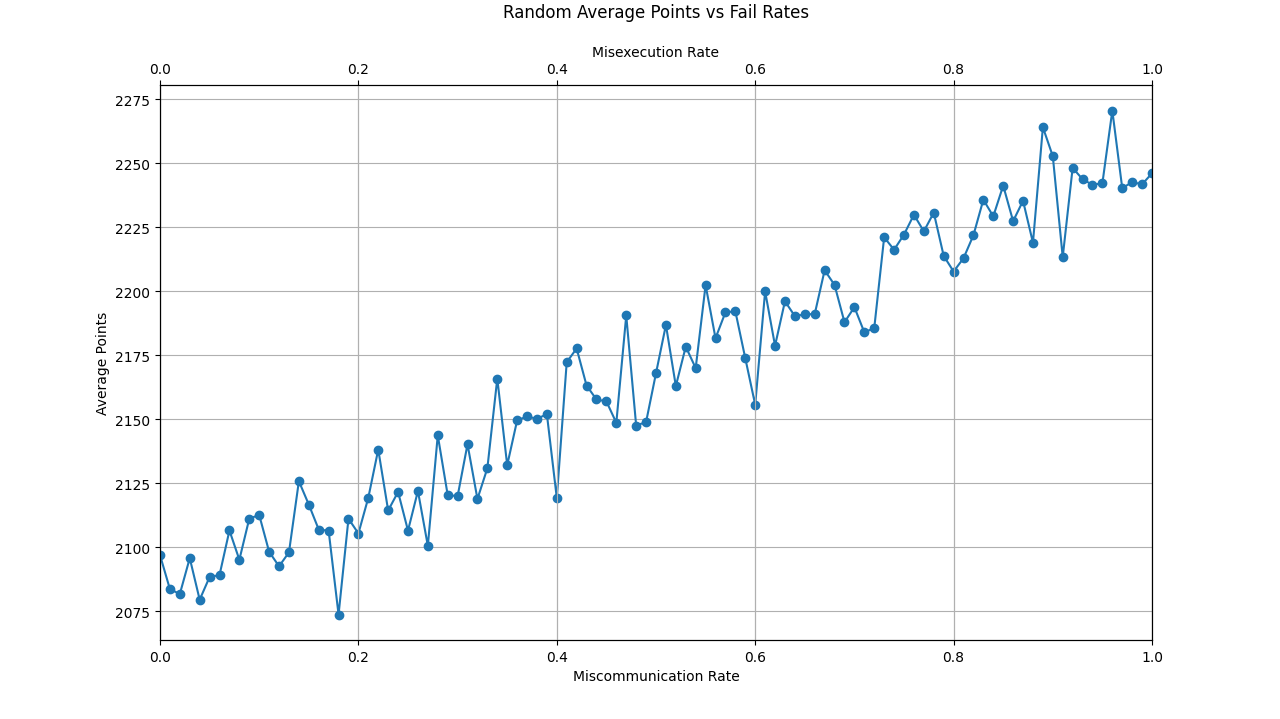 Random Average Points vs Fail Rates
Misexecution Rate
0.0 0.2 0.4 0.6 0.8 1.0
2275
2250
2225
2200
2175
2150
2125
2100
2075
Average Points
0.0 0.2 0.4 0.6 0.8 1.0
Miscommunication Rate